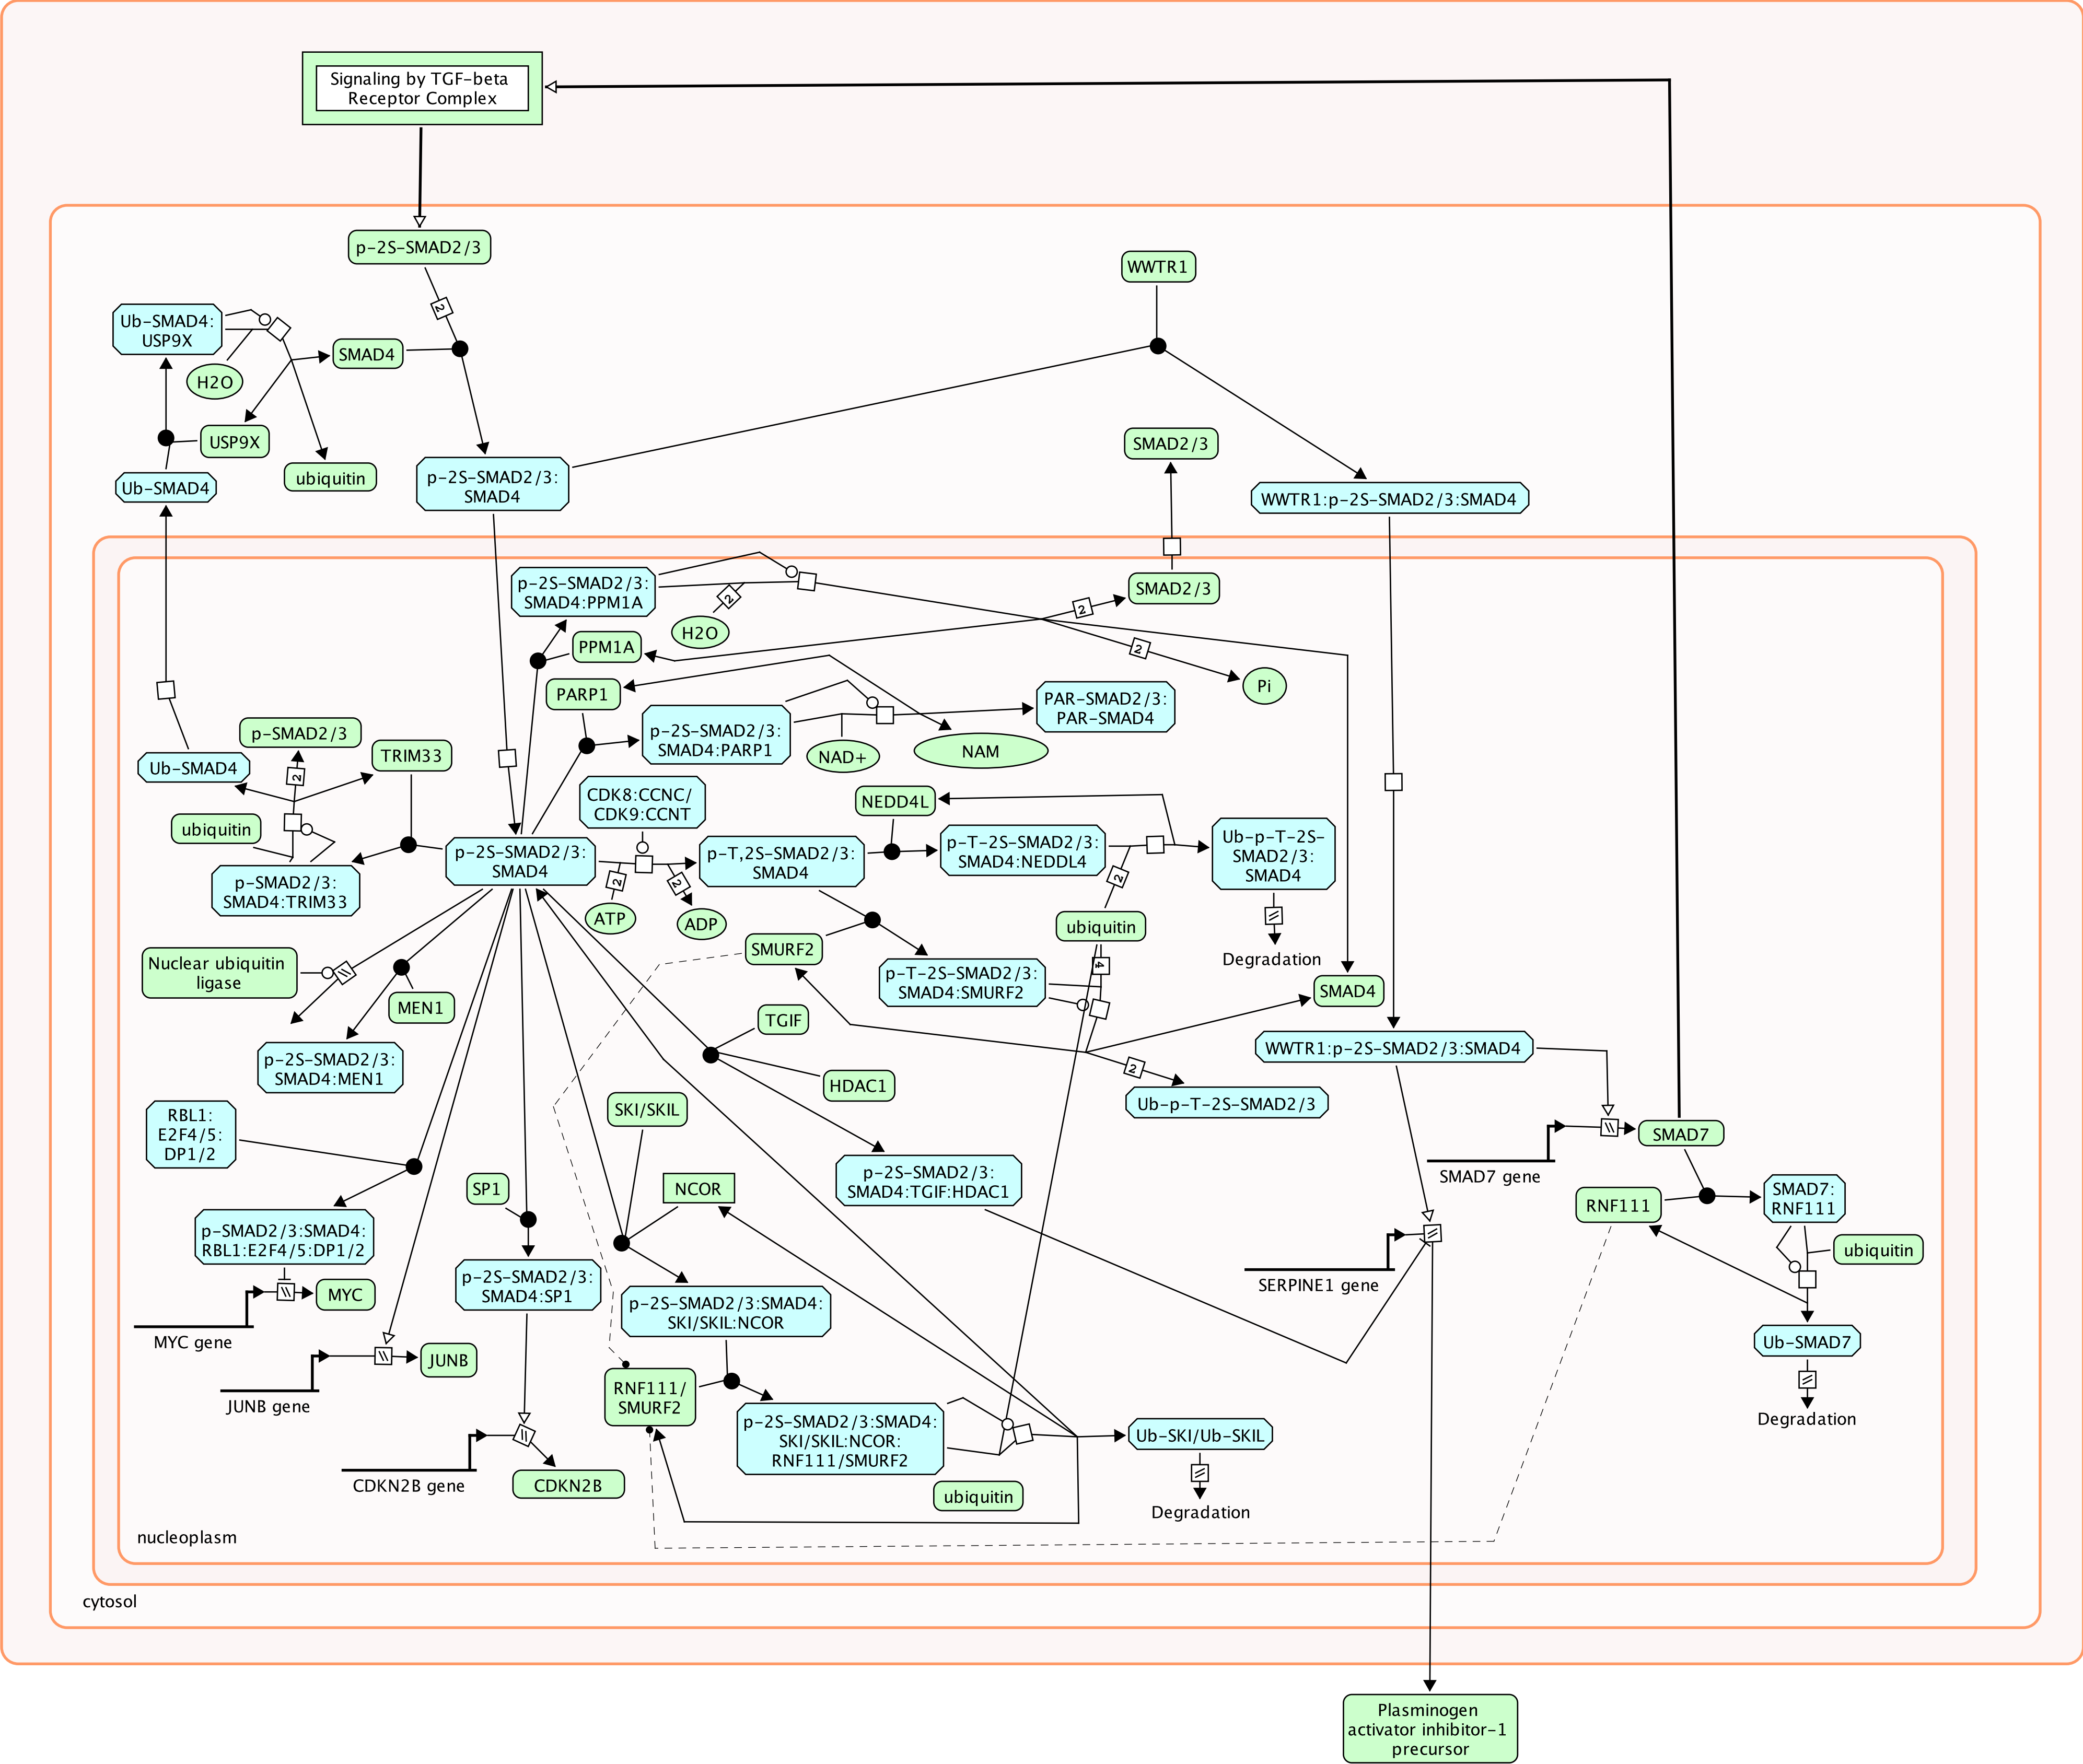 Signaling by TGF-beta
Receptor Complex
p-2S-SMAD2/3
WWTR1
2
Ub-SMAD4:
USP9X
SMAD4
H2O
USP9X
ubiquitin
SMAD2/3
Ub-SMAD4
p-2S-SMAD2/3:
SMAD4
WWTR1:p-2S-SMAD2/3:SMAD4
p-2S-SMAD2/3:
SMAD4:PPM1A
2
H2O
SMAD2/3
2
PPM1A
2
Pi
PARP1
PAR-SMAD2/3:
PAR-SMAD4
p-2S-SMAD2/3:
SMAD4:PARP1
NAD+
NAM
p-SMAD2/3
TRIM33
Ub-SMAD4
2
ubiquitin
CDK8:CCNC/
CDK9:CCNT
NEDD4L
p-2S-SMAD2/3:
SMAD4
p-T,2S-SMAD2/3:
SMAD4
p-T-2S-SMAD2/3:
SMAD4:NEDDL4
Ub-p-T-2S-
SMAD2/3:
SMAD4
2
2
2
p-SMAD2/3:
SMAD4:TRIM33
ATP
ADP
ubiquitin
SMURF2
Degradation
Nuclear ubiquitin
ligase
MEN1
p-T-2S-SMAD2/3:
SMAD4:SMURF2
4
SMAD4
TGIF
p-2S-SMAD2/3:
SMAD4:MEN1
WWTR1:p-2S-SMAD2/3:SMAD4
2
HDAC1
Ub-p-T-2S-SMAD2/3
SKI/SKIL
RBL1:
E2F4/5:
DP1/2
SMAD7
SMAD7 gene
p-2S-SMAD2/3:
SMAD4:TGIF:HDAC1
SP1
NCOR
RNF111
SMAD7:
RNF111
ubiquitin
p-SMAD2/3:SMAD4:
RBL1:E2F4/5:DP1/2
MYC
MYC gene
p-2S-SMAD2/3:
SMAD4:SP1
p-2S-SMAD2/3:SMAD4:
SKI/SKIL:NCOR
SERPINE1 gene
Ub-SMAD7
JUNB
JUNB gene
RNF111/
SMURF2
Degradation
p-2S-SMAD2/3:SMAD4:
SKI/SKIL:NCOR:
RNF111/SMURF2
Ub-SKI/Ub-SKIL
CDKN2B gene
CDKN2B
ubiquitin
Degradation
nucleoplasm
cytosol
Plasminogen
activator inhibitor-1
precursor